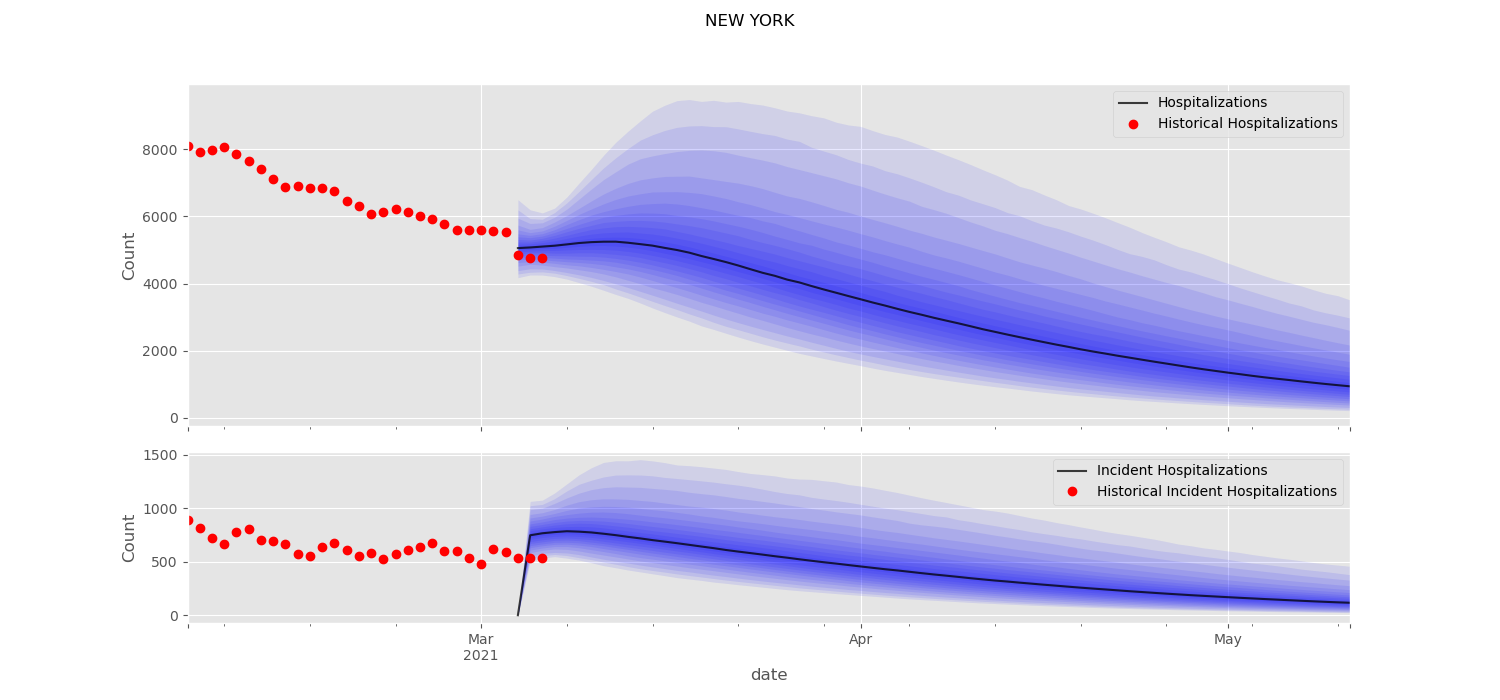 NEW YORK
Hospitalizations
Historical Hospitalizations
Count
8000
6000
4000
2000
0
Incident Hospitalizations
Historical Incident Hospitalizations
Count
1500
1000
500
0
Mar
2021
Apr
May
date